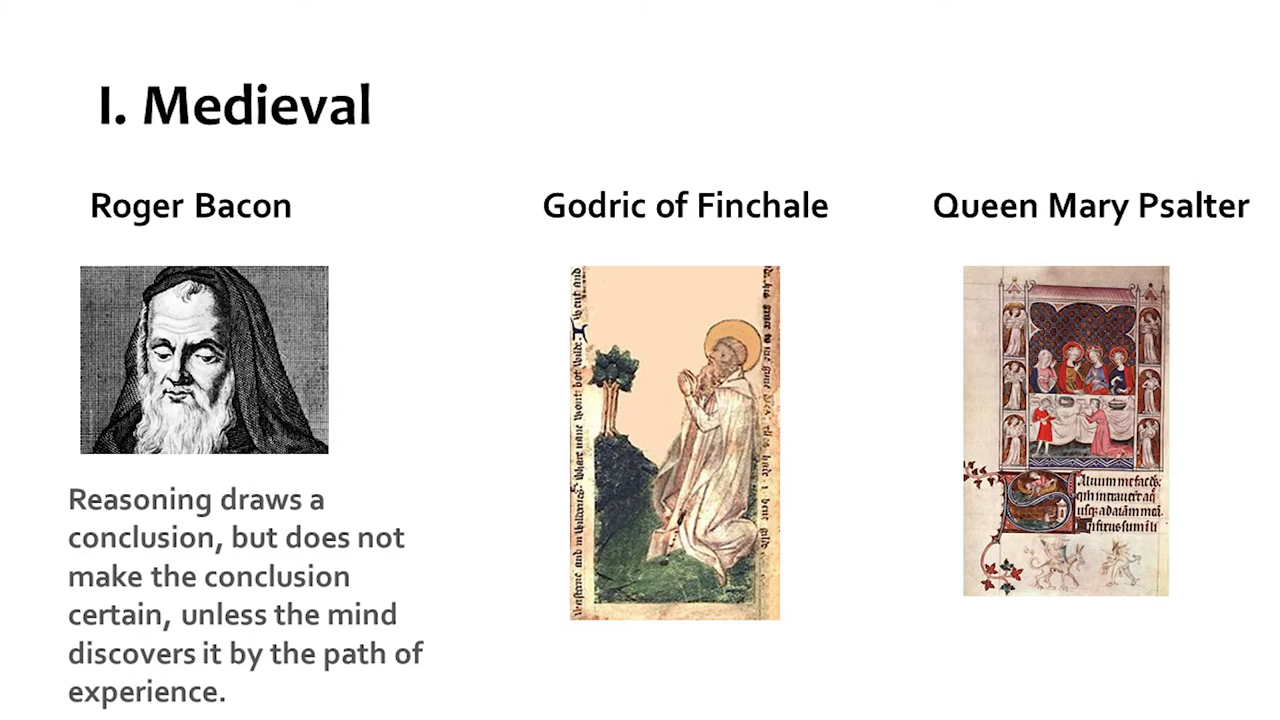 I. Medieval
Roger Bacon
Godric of Finchale
Queen Mary Psalter
Reasoning draws a
conclusion, but does not
make the conclusion
certain, unless the mind
discovers it by the path of
experience.